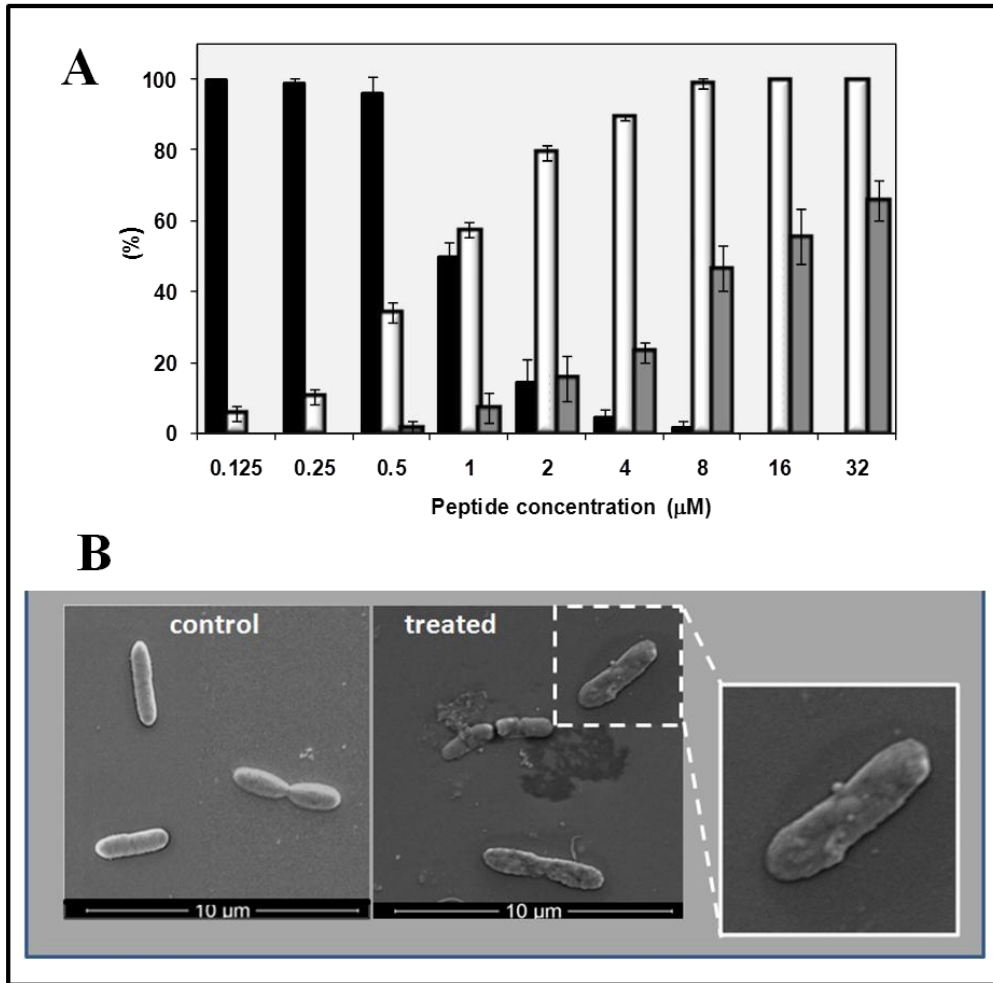 A
100
80
60
40
20
0
(%)
0.125 0.25 0.5 1 2 4 8 16 32
Peptide concentration (μM)
B
control
treated
10 μm
10 μm